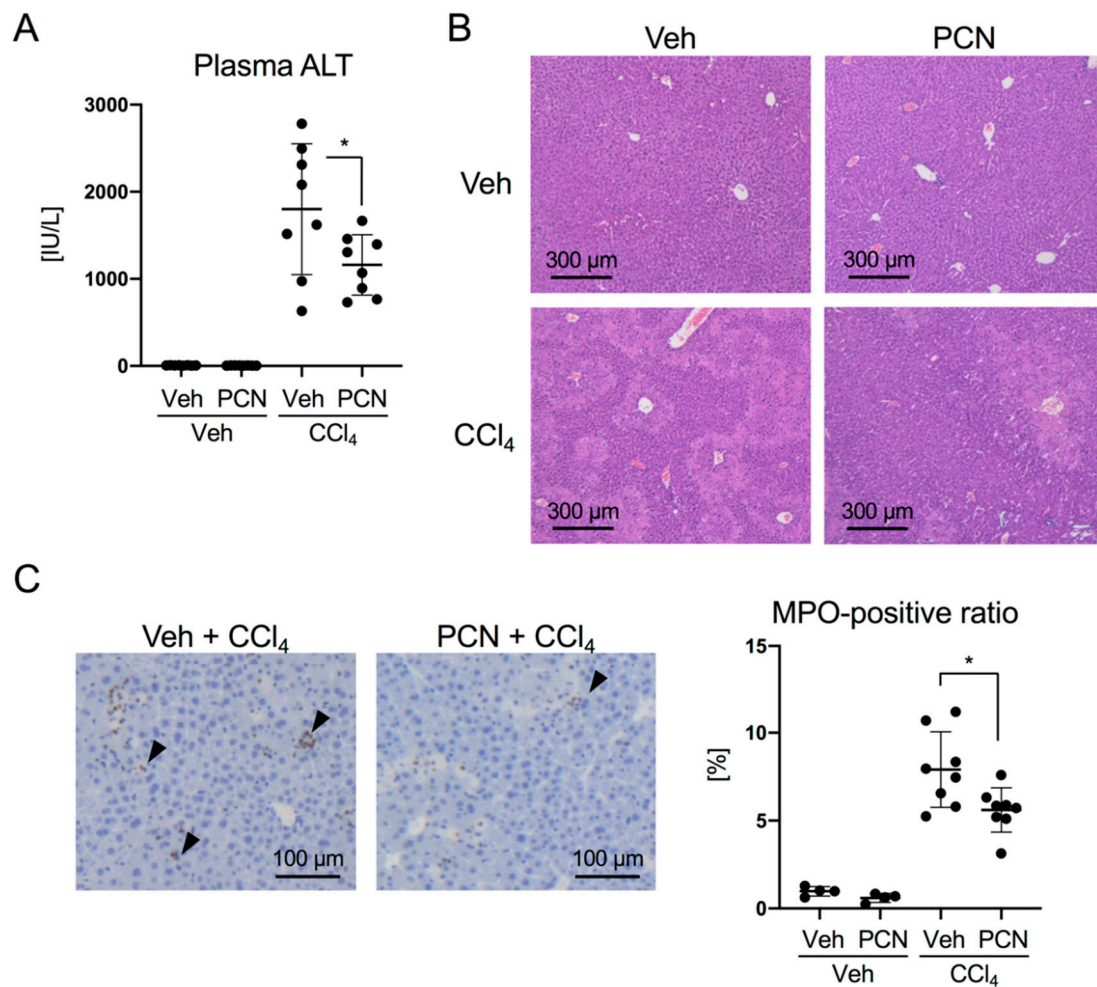 A
Plasma ALT
[IU/L]
3000
2000
1000
0
*
Veh PCN Veh PCN
Veh CCl₄
B
Veh PCN
Veh
300 µm 300 µm
CCl₄
300 µm 300 µm
C
Veh + CCl₄ PCN + CCl₄
100 µm 100 µm
MPO-positive ratio
[%]
15
10
5
0
*
Veh PCN Veh PCN
Veh CCl₄